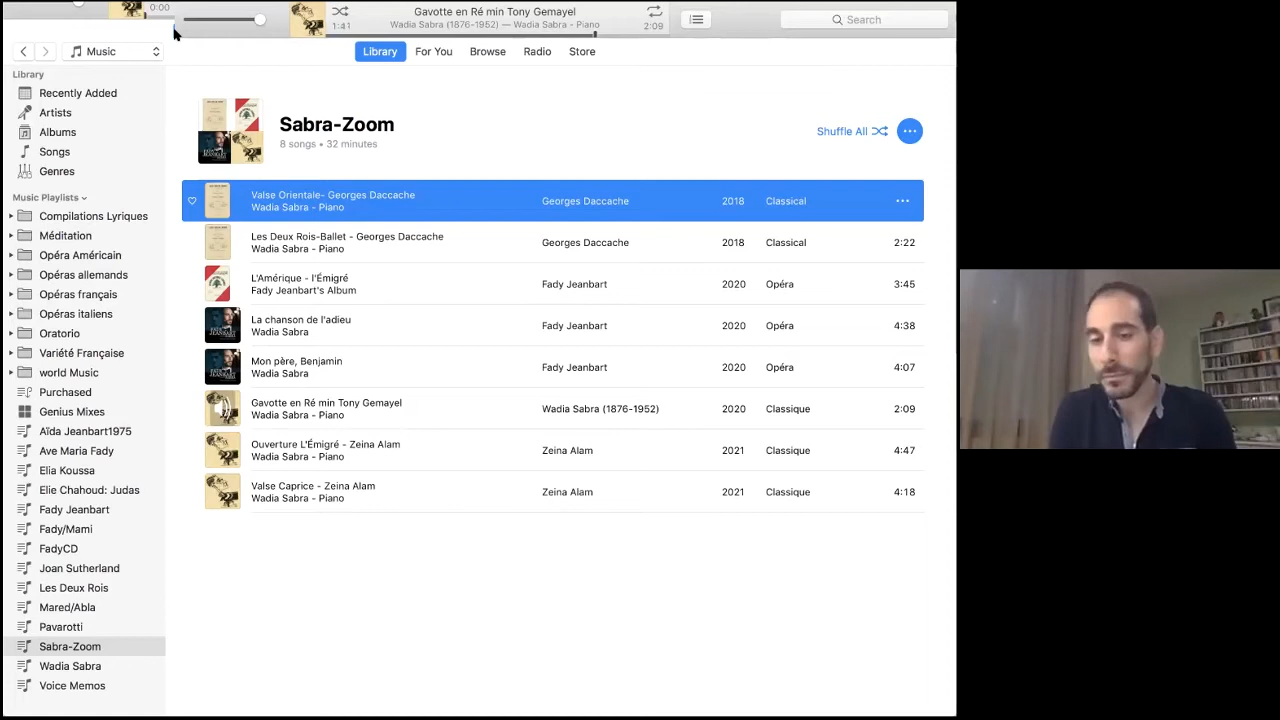 0:00
1:41
Gavotte en Ré min Tony Gemayel
Wadia Sabra (1876-1952) — Wadia Sabra - Piano
2:09
Search
Music
Library
For You
Browse
Radio
Store
Library
Recently Added
Artists
Albums
Songs
Genres
Music Playlists
Compilations Lyriques
Méditation
Opéra Américain
Opéras allemands
Opéras français
Opéras italiens
Oratorio
Variété Française
world Music
Purchased
Genius Mixes
Aïda Jeanbart1975
Ave Maria Fady
Elia Koussa
Elie Chahoud: Judas
Fady Jeanbart
Fady/Mami
FadyCD
Joan Sutherland
Les Deux Rois
Mared/Abla
Pavarotti
Sabra-Zoom
Wadia Sabra
Voice Memos
Sabra-Zoom
8 songs • 32 minutes
Shuffle All
Valse Orientale- Georges Daccache
Wadia Sabra - Piano
Georges Daccache
2018
Classical
Les Deux Rois-Ballet - Georges Daccache
Wadia Sabra - Piano
Georges Daccache
2018
Classical
2:22
L'Amérique - l'Émigré
Fady Jeanbart's Album
Fady Jeanbart
2020
Opéra
3:45
La chanson de l'adieu
Wadia Sabra
Fady Jeanbart
2020
Opéra
4:38
Mon père, Benjamin
Wadia Sabra
Fady Jeanbart
2020
Opéra
4:07
Gavotte en Ré min Tony Gemayel
Wadia Sabra - Piano
Wadia Sabra (1876-1952)
2020
Classique
2:09
Ouverture L'Émigré - Zeina Alam
Wadia Sabra - Piano
Zeina Alam
2021
Classique
4:47
Valse Caprice - Zeina Alam
Wadia Sabra - Piano
Zeina Alam
2021
Classique
4:18